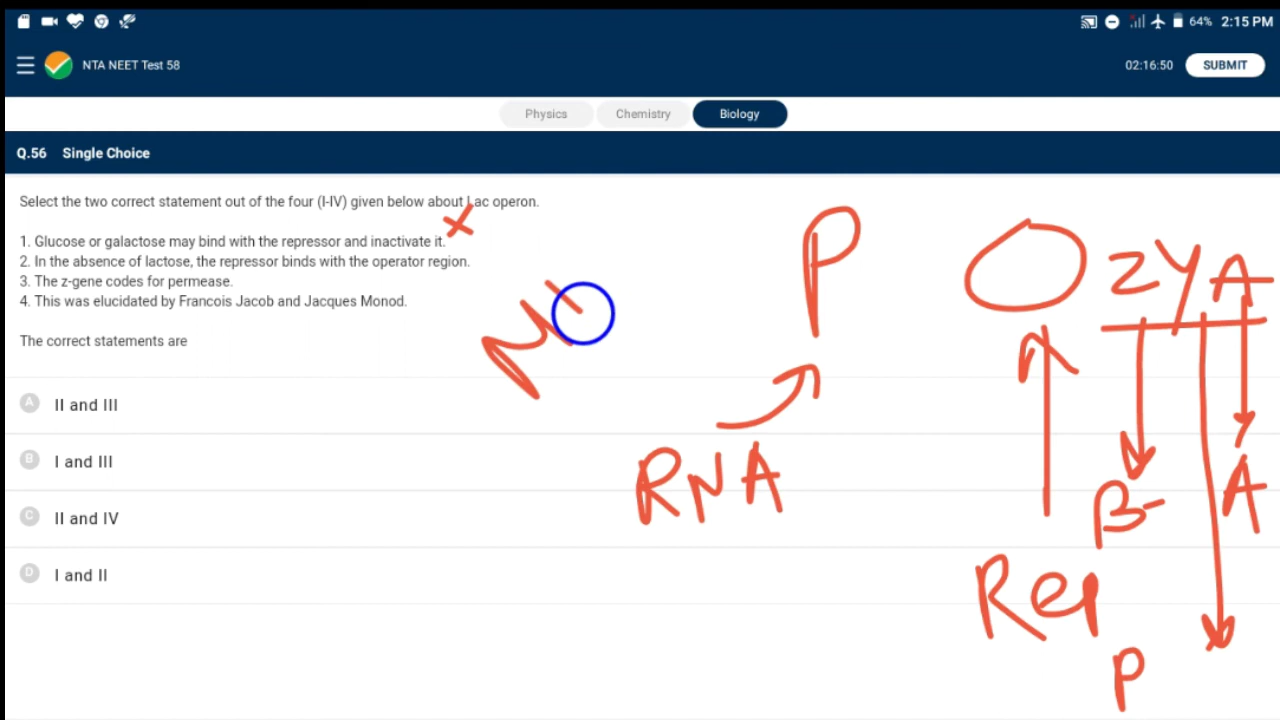 64% 2:15 PM
NTA NEET Test 58
02:16:50 SUBMIT
Physics Chemistry Biology
Q.56 Single Choice
Select the two correct statement out of the four (I-IV) given below about Lac operon.
1. Glucose or galactose may bind with the repressor and inactivate it.
2. In the absence of lactose, the repressor binds with the operator region.
3. The z-gene codes for permease.
4. This was elucidated by Francois Jacob and Jacques Monod.
The correct statements are
A II and III
B I and III
C II and IV
D I and II
P O Z Y A
RNA
B- A
Rep
P